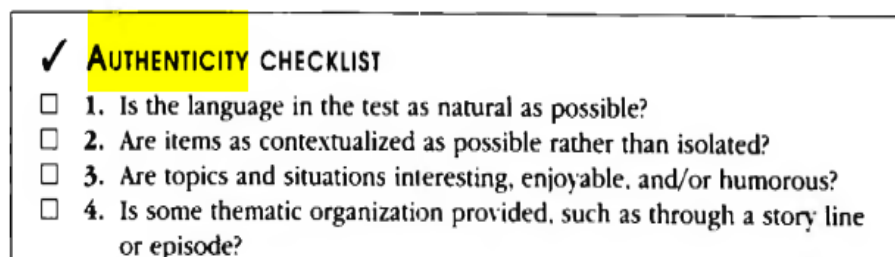 ✓ AUTHENTICITY CHECKLIST
☐ 1. Is the language in the test as natural as possible?
☐ 2. Are items as contextualized as possible rather than isolated?
☐ 3. Are topics and situations interesting, enjoyable, and/or humorous?
☐ 4. Is some thematic organization provided, such as through a story line
or episode?